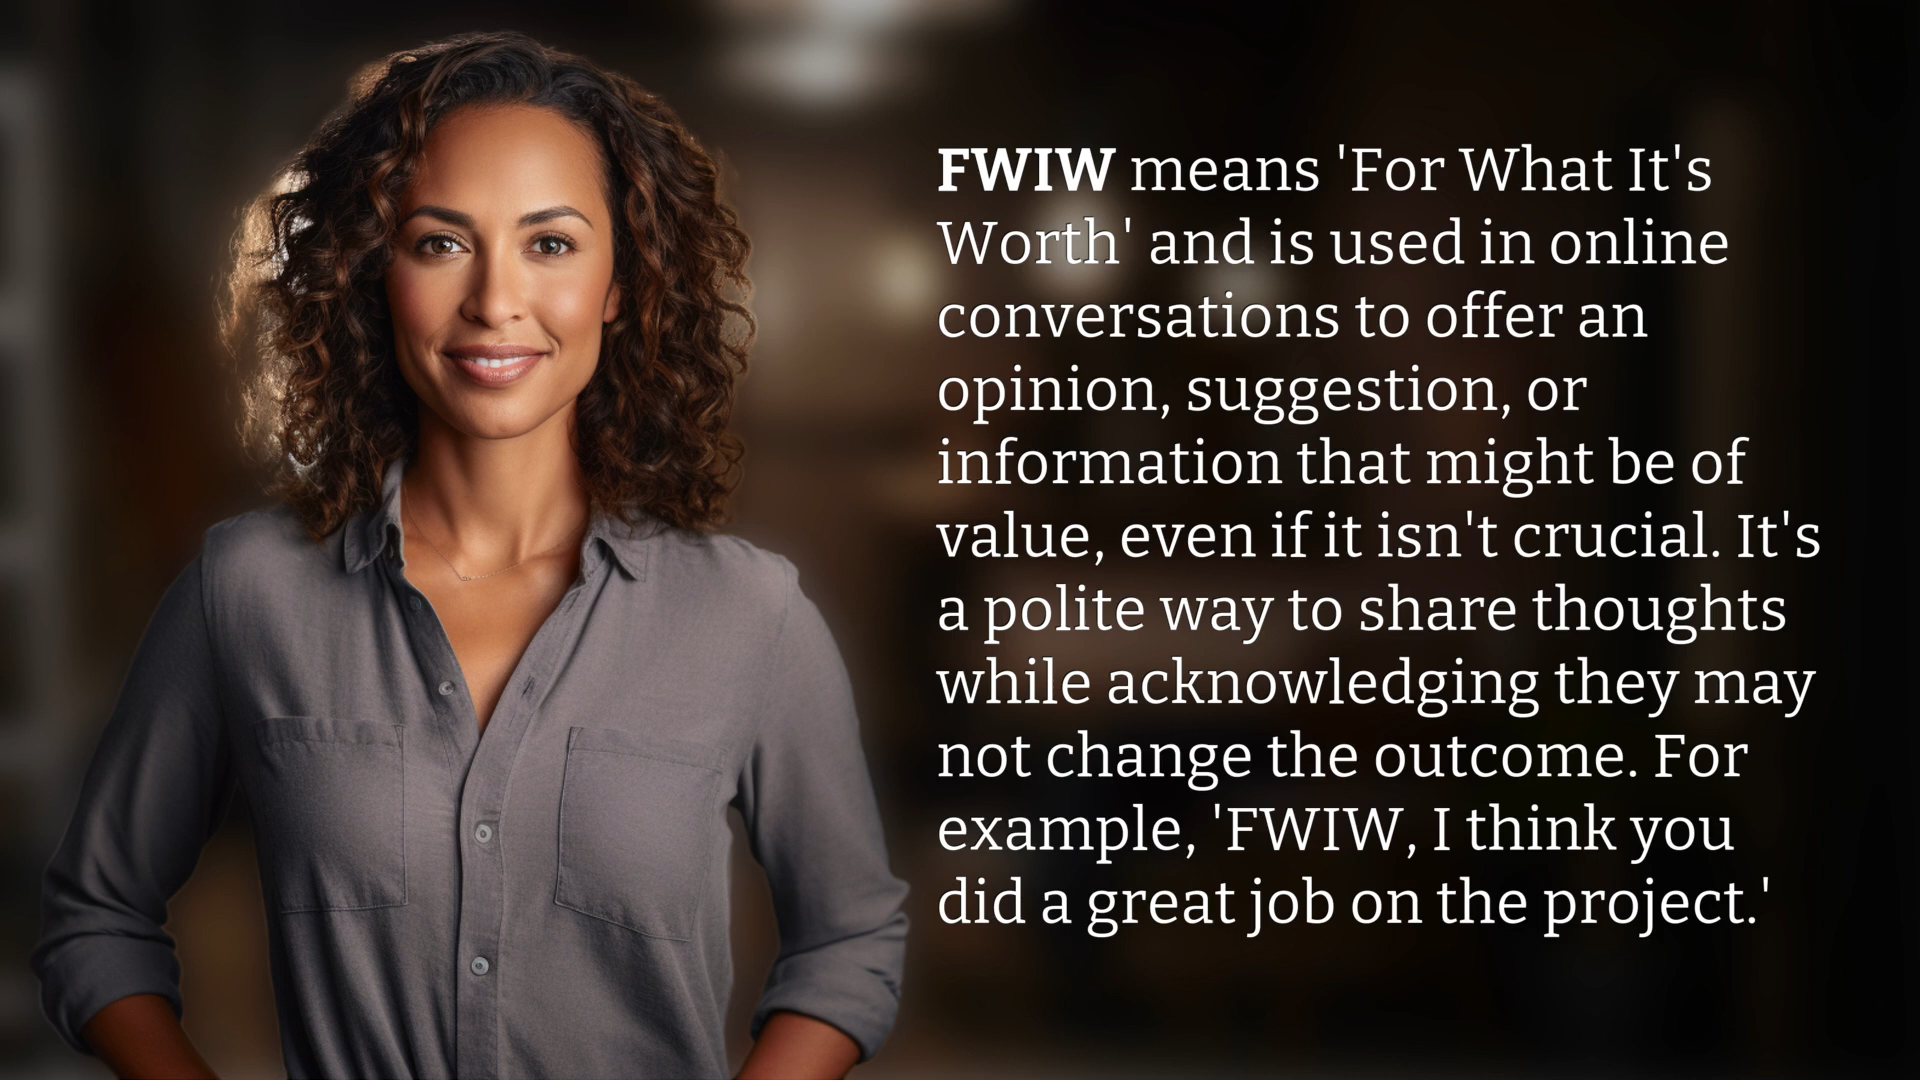 FWIW means 'For What It's
Worth' and is used in online
conversations to offer an
opinion, suggestion, or
information that might be of
value, even if it isn't crucial. It's
a polite way to share thoughts
while acknowledging they may
not change the outcome. For
example, 'FWIW, I think you
did a great job on the project.'